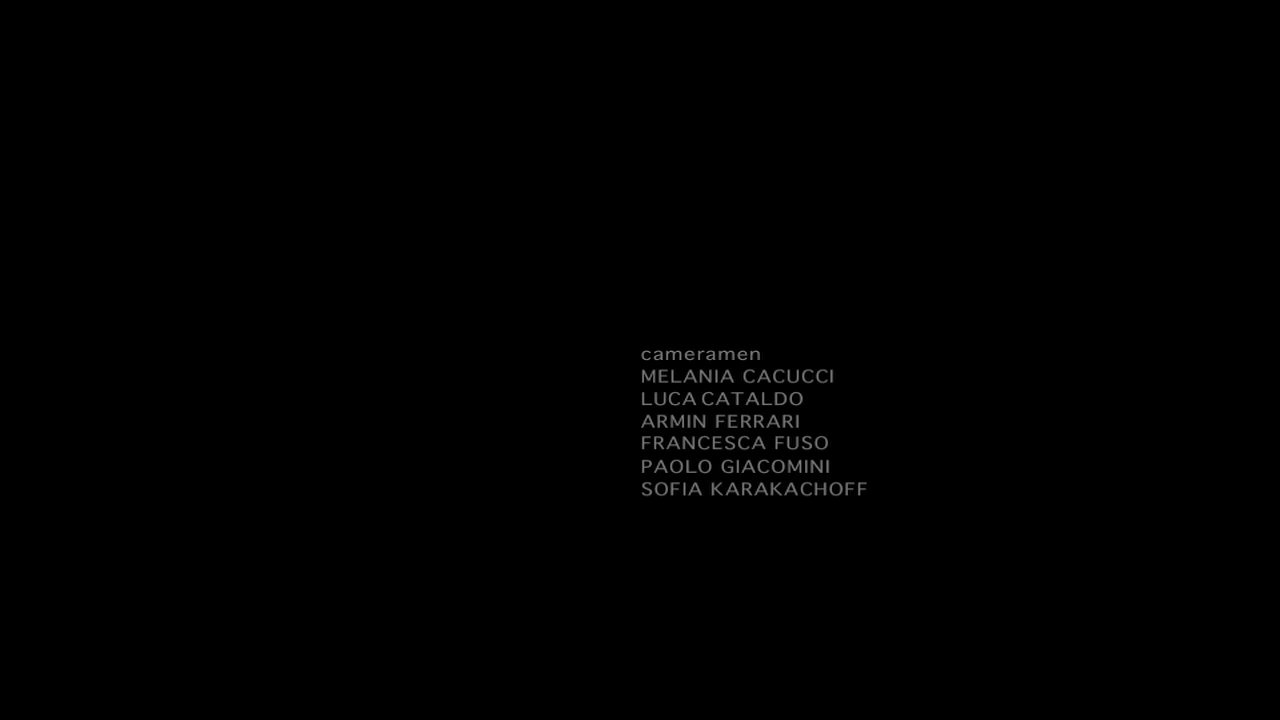 cameramen
MELANIA CACUCCI
LUCA CATALDO
ARMIN FERRARI
FRANCESCA FUSO
PAOLO GIACOMINI
SOFIA KARAKACHOFF